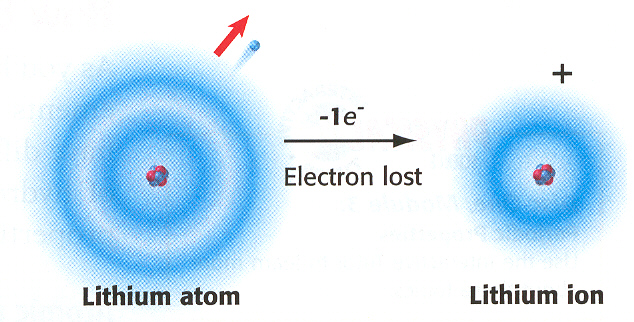 +
-1e⁻
Electron lost
Lithium atom
Lithium ion